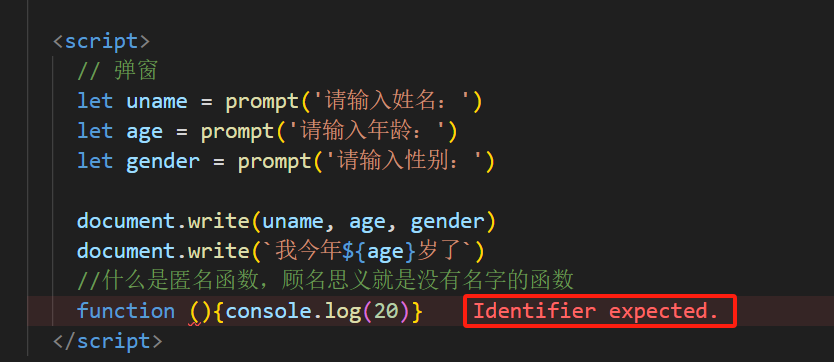 <script>
// 弹窗
let uname = prompt('请输入姓名：')
let age = prompt('请输入年龄：')
let gender = prompt('请输入性别：')
document.write(uname, age, gender)
document.write(`我今年${age}岁了`)
//什么是匿名函数，顾名思义就是没有名字的函数
function (){console.log(20)} Identifier expected.
</script>